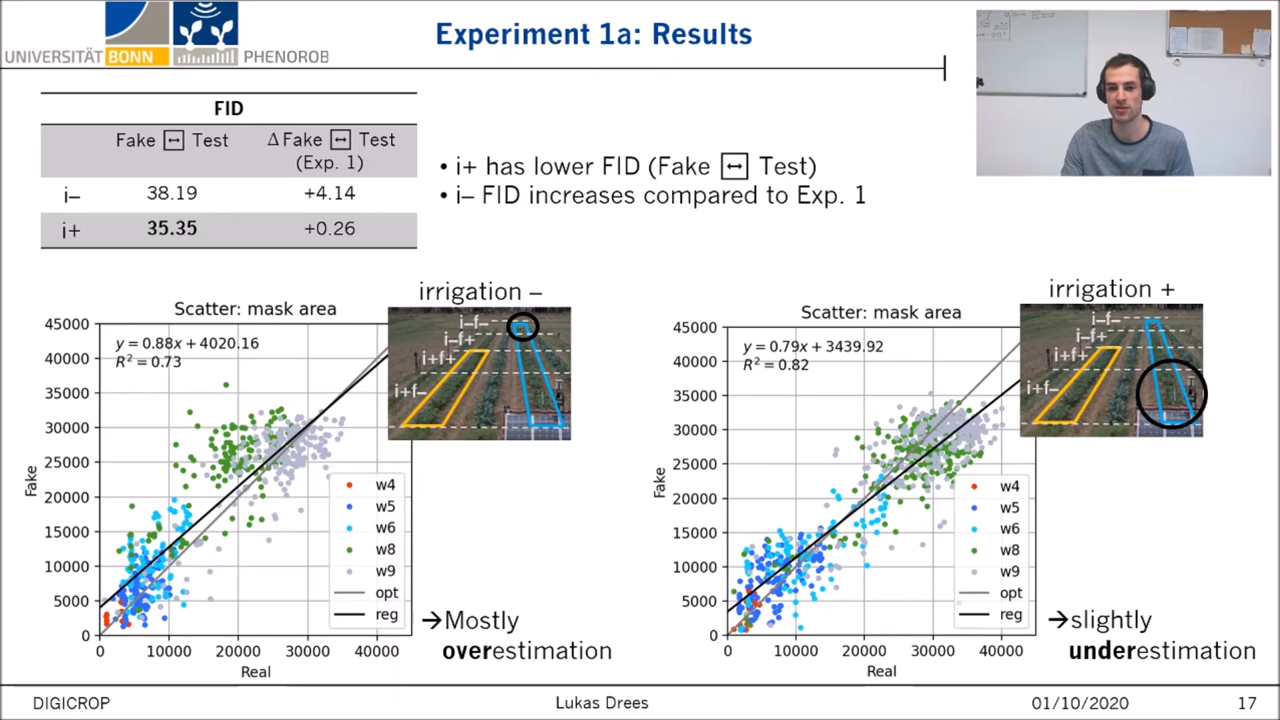 Experiment 1a: Results
UNIVERSITÄT BONN PHENOROB
FID
Fake ↔ Test
Δ Fake ↔ Test
(Exp. 1)
i– 38.19 +4.14
i+ 35.35 +0.26
• i+ has lower FID (Fake ↔ Test)
• i– FID increases compared to Exp. 1
irrigation –
Scatter: mask area
y = 0.88x + 4020.16
R² = 0.73
45000
40000
35000
30000
25000
20000
15000
10000
5000
0
Fake
0 10000 20000 30000 40000
Real
w4
w5
w6
w8
w9
opt
reg
i–f–
i–f+
i+f+
i+f–
→Mostly
overestimation
irrigation +
Scatter: mask area
y = 0.79x + 3439.92
R² = 0.82
45000
40000
35000
30000
25000
20000
15000
10000
5000
0
Fake
0 10000 20000 30000 40000
Real
w4
w5
w6
w8
w9
opt
reg
i–f–
i–f+
i+f+
i+f–
→slightly
underestimation
DIGICROP Lukas Drees 01/10/2020 17